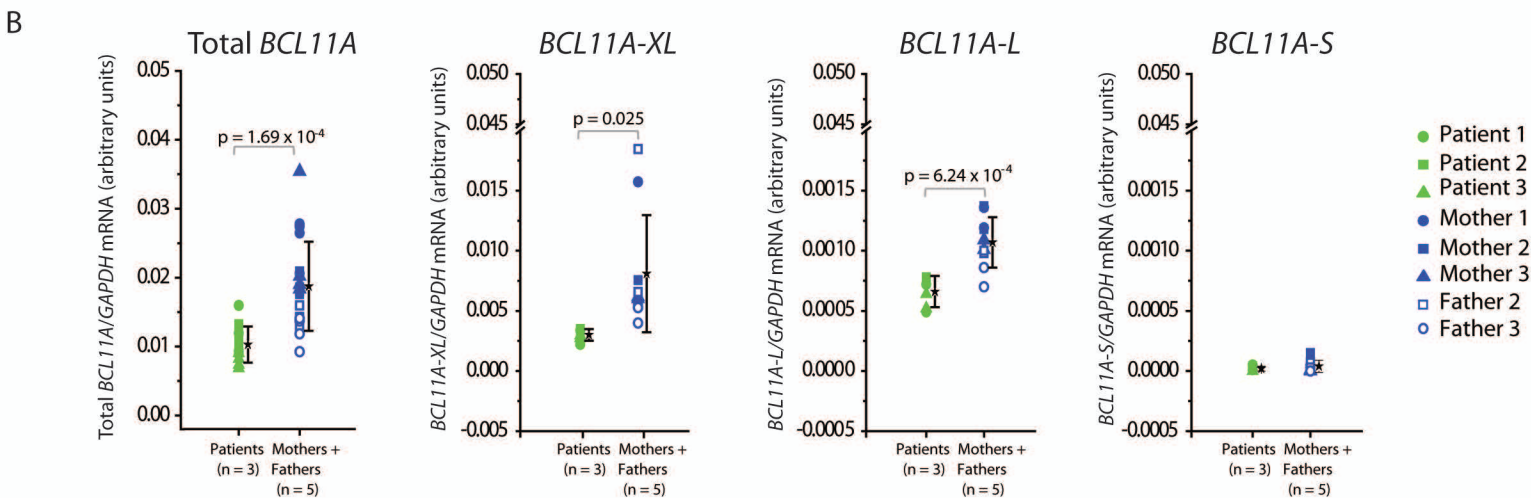 B
Total BCL11A
Total BCL11A/GAPDH mRNA (arbitrary units)
0.05
0.04
0.03
0.02
0.01
0.00
p = 1.69 x 10-4
Patients
(n = 3)
Mothers +
Fathers
(n = 5)
BCL11A-XL
BCL11A-XL/GAPDH mRNA (arbitrary units)
0.050
0.045
0.015
0.010
0.005
0.000
-0.005
p = 0.025
Patients
(n = 3)
Mothers +
Fathers
(n = 5)
BCL11A-L
BCL11A-L/GAPDH mRNA (arbitrary units)
0.050
0.045
0.0015
0.0010
0.0005
0.0000
-0.0005
p = 6.24 x 10-4
Patients
(n = 3)
Mothers +
Fathers
(n = 5)
BCL11A-S
BCL11A-S/GAPDH mRNA (arbitrary units)
0.050
0.045
0.0015
0.0010
0.0005
0.0000
-0.0005
Patients
(n = 3)
Mothers +
Fathers
(n = 5)
Patient 1
Patient 2
Patient 3
Mother 1
Mother 2
Mother 3
Father 2
Father 3